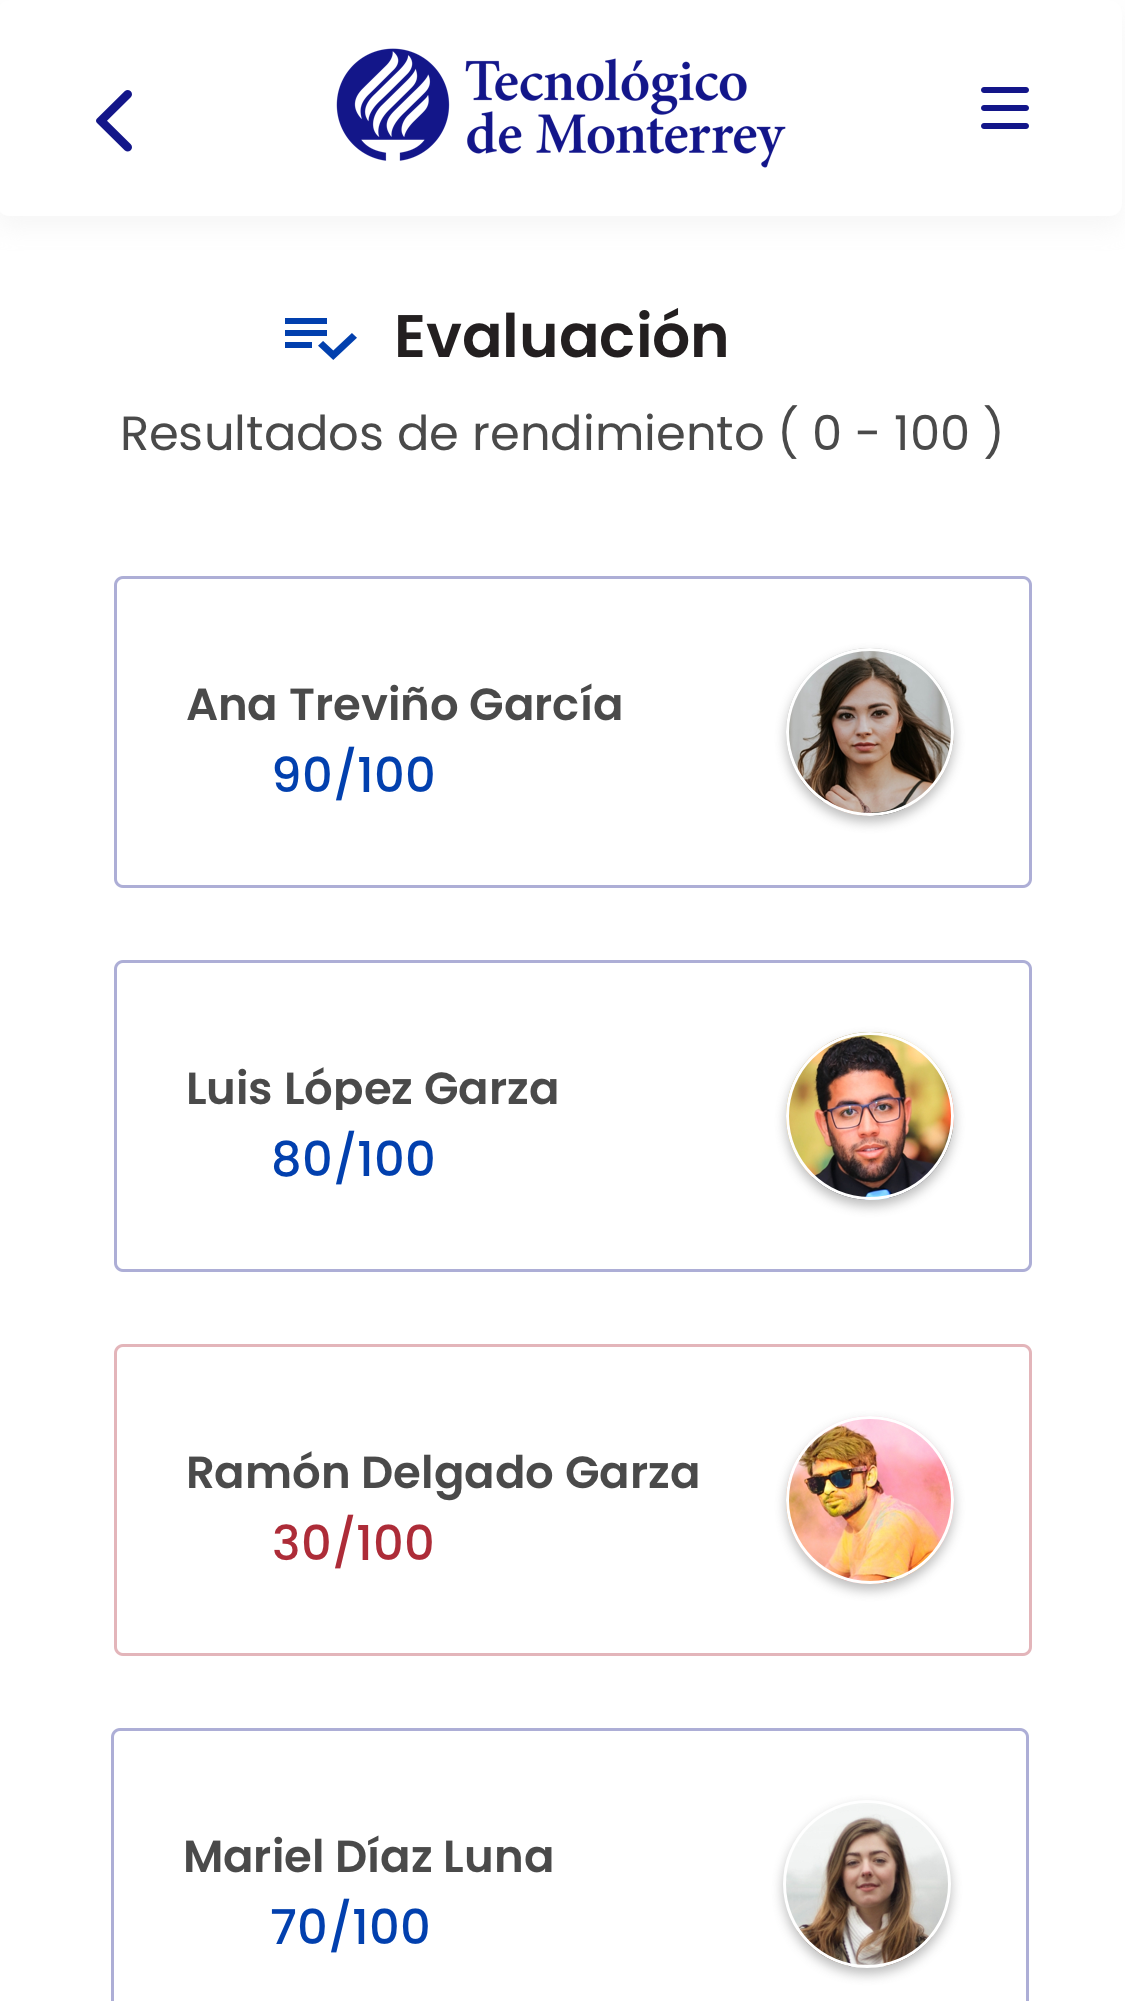 Tecnológico
de Monterrey
Evaluación
Resultados de rendimiento ( 0 - 100 )
Ana Treviño García
90/100
Luis López Garza
80/100
Ramón Delgado Garza
30/100
Mariel Díaz Luna
70/100